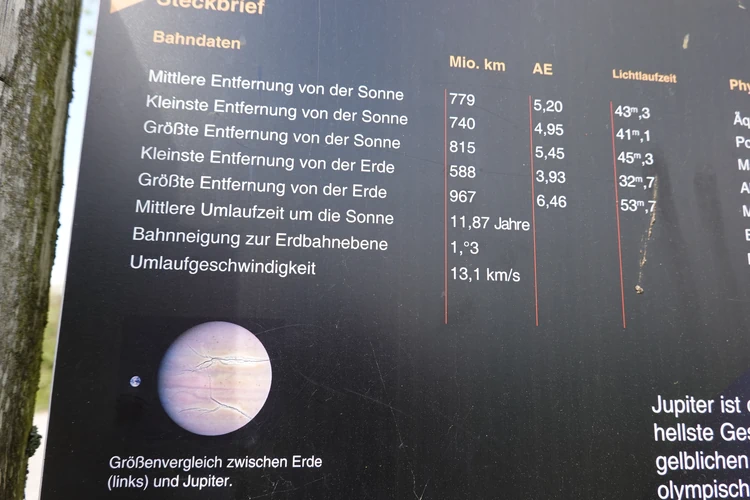 Steckbrief
Bahndaten Mio. km AE Lichtlaufzeit
Mittlere Entfernung von der Sonne 779 5,20 43ᵐ,3
Kleinste Entfernung von der Sonne 740 4,95 41ᵐ,1
Größte Entfernung von der Sonne 815 5,45 45ᵐ,3
Kleinste Entfernung von der Erde 588 3,93 32ᵐ,7
Größte Entfernung von der Erde 967 6,46 53ᵐ,7
Mittlere Umlaufzeit um die Sonne 11,87 Jahre
Bahnneigung zur Erdbahnebene 1,°3
Umlaufgeschwindigkeit 13,1 km/s
Größenvergleich zwischen Erde
(links) und Jupiter.
Jupiter ist
hellste
gelblichen